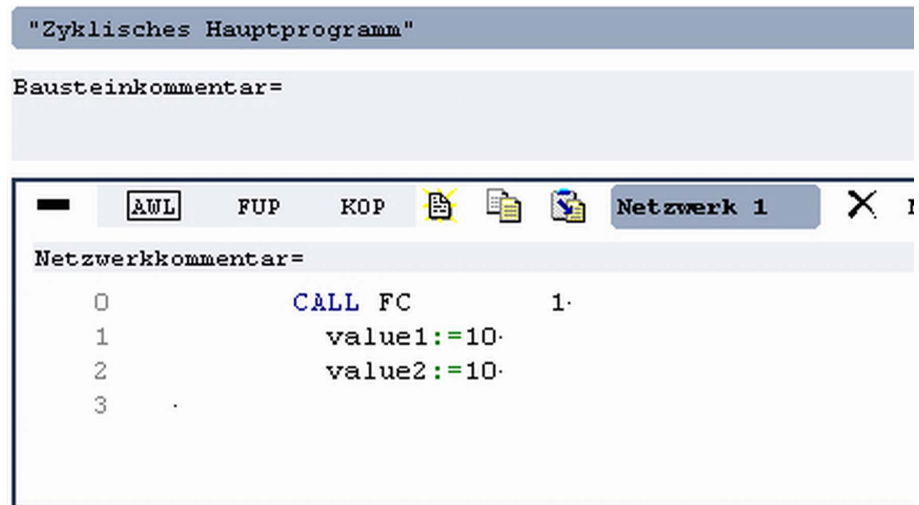 "Zyklisches Hauptprogramm"
Bausteinkommentar=
AWL FUP KOP Netzwerk 1
Netzwerkkommentar=
0 CALL FC 1
1 value1:=10
2 value2:=10
3